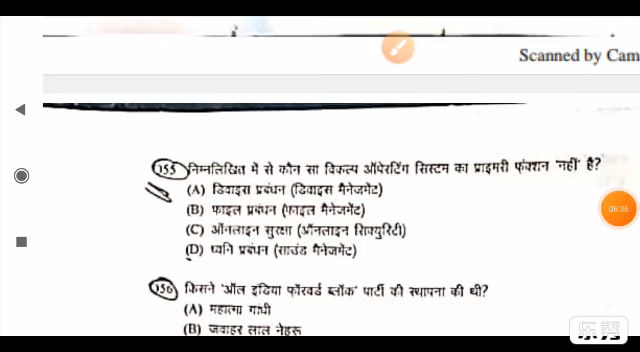 Scanned by Cam
155 निम्नलिखित में से कौन सा विकल्प ऑपेरटिंग सिस्टम का प्राइमरी फंक्शन 'नहीं' है?
(A) डिवाइस प्रबंधन (डिवाइस मैनेजमेंट)
06:36
(B) फाइल प्रबंधन (फाइल मैनेजमेंट)
(C) ऑनलाइन सुरक्षा (ऑनलाइन सिक्युरिटी)
(D) ध्वनि प्रबंधन (साउंड मैनेजमेंट)
156 किसने 'ऑल इंडिया फॉरवर्ड ब्लॉक' पार्टी की स्थापना की थी?
(A) महात्मा गांधी
(B) जवाहर लाल नेहरू